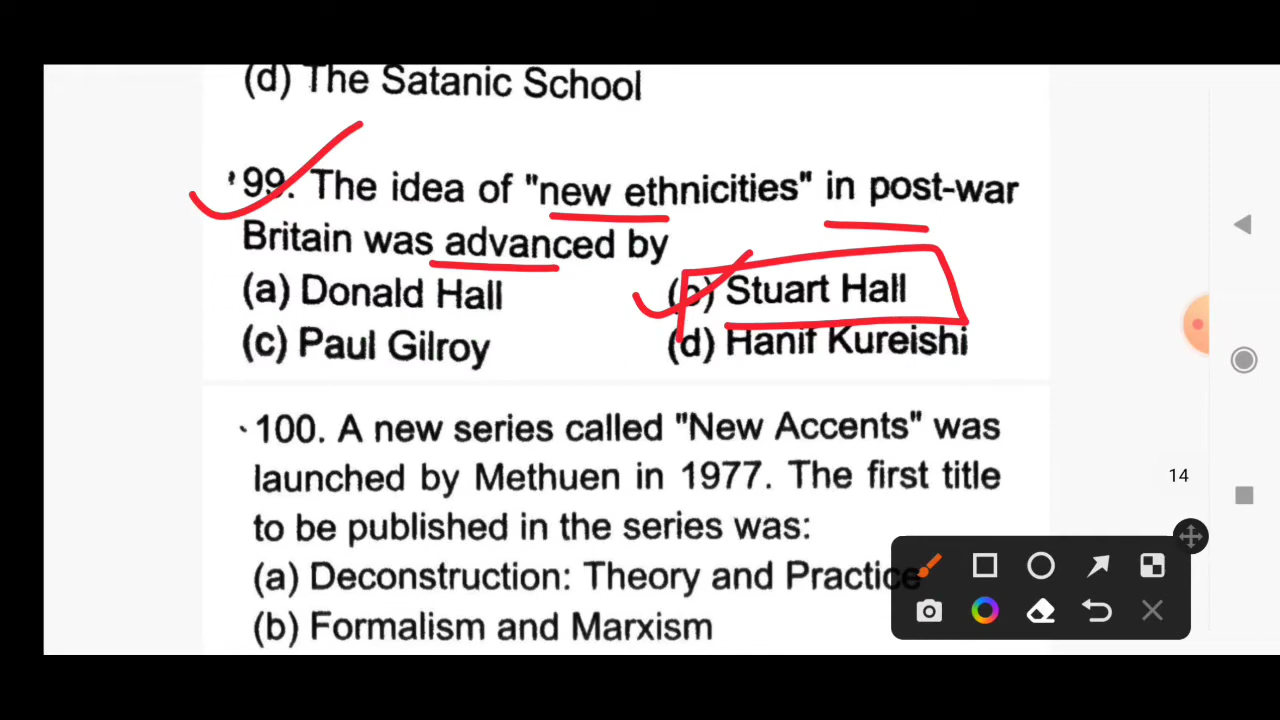 (d) The Satanic School
99. The idea of "new ethnicities" in post-war
Britain was advanced by
(a) Donald Hall (b) Stuart Hall
(c) Paul Gilroy (d) Hanif Kureishi
100. A new series called "New Accents" was
launched by Methuen in 1977. The first title
to be published in the series was:
14
(a) Deconstruction: Theory and Practice
(b) Formalism and Marxism